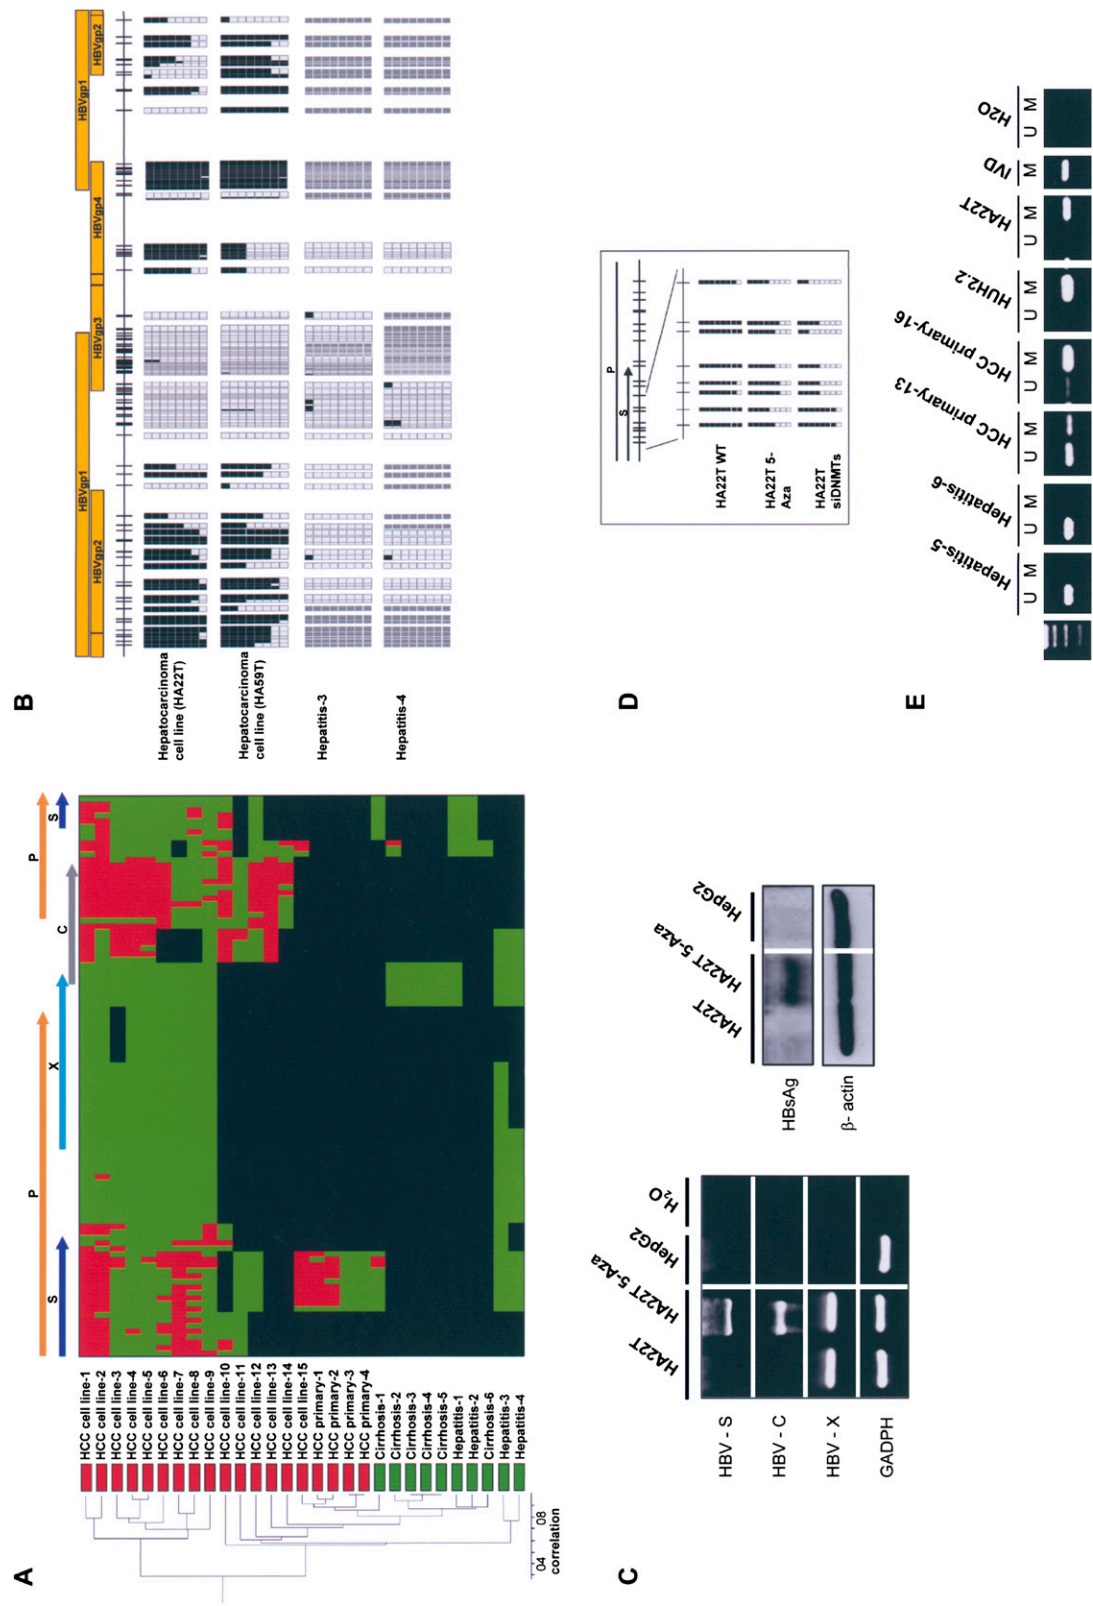 A
P
P
S
X
C
S
HCC cell line-1
HCC cell line-2
HCC cell line-3
HCC cell line-4
HCC cell line-5
HCC cell line-6
HCC cell line-7
HCC cell line-8
HCC cell line-9
HCC cell line-10
HCC cell line-11
HCC cell line-12
HCC cell line-13
HCC cell line-14
HCC cell line-15
HCC primary-1
HCC primary-2
HCC primary-3
HCC primary-4
Cirrhosis-1
Cirrhosis-2
Cirrhosis-3
Cirrhosis-4
Cirrhosis-5
Hepatitis-1
Hepatitis-2
Cirrhosis-6
Hepatitis-3
Hepatitis-4
04 08
correlation
B
HBVgp1 HBVgp1
HBVgp2 HBVgp3 HBVgp4 HBVgp2
Hepatocarcinoma
cell line (HA22T)
Hepatocarcinoma
cell line (HA59T)
Hepatitis-3
Hepatitis-4
C
HA22T HA22T 5-Aza HepG2 H2O
HBV - S
HBV - C
HBV - X
GADPH
HA22T HA22T 5-Aza HepG2
HBsAg
β- actin
D
P
S
HA22T WT
HA22T 5-
Aza
HA22T
siDNMTs
E
Hepatitis-5 Hepatitis-6 HCC primary-13 HCC primary-16 HUH2.2 HA22T IVD H2O
U M U M U M U M U M U M M U M